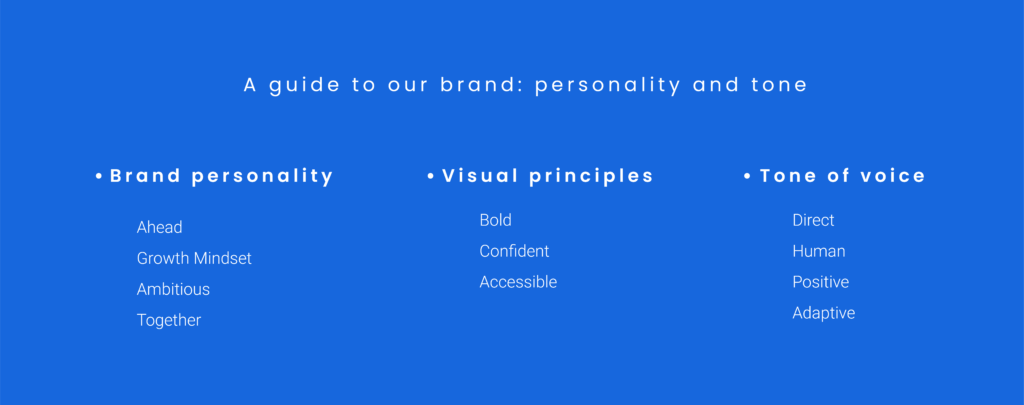 A guide to our brand: personality and tone
• Brand personality
Ahead
Growth Mindset
Ambitious
Together
• Visual principles
Bold
Confident
Accessible
• Tone of voice
Direct
Human
Positive
Adaptive